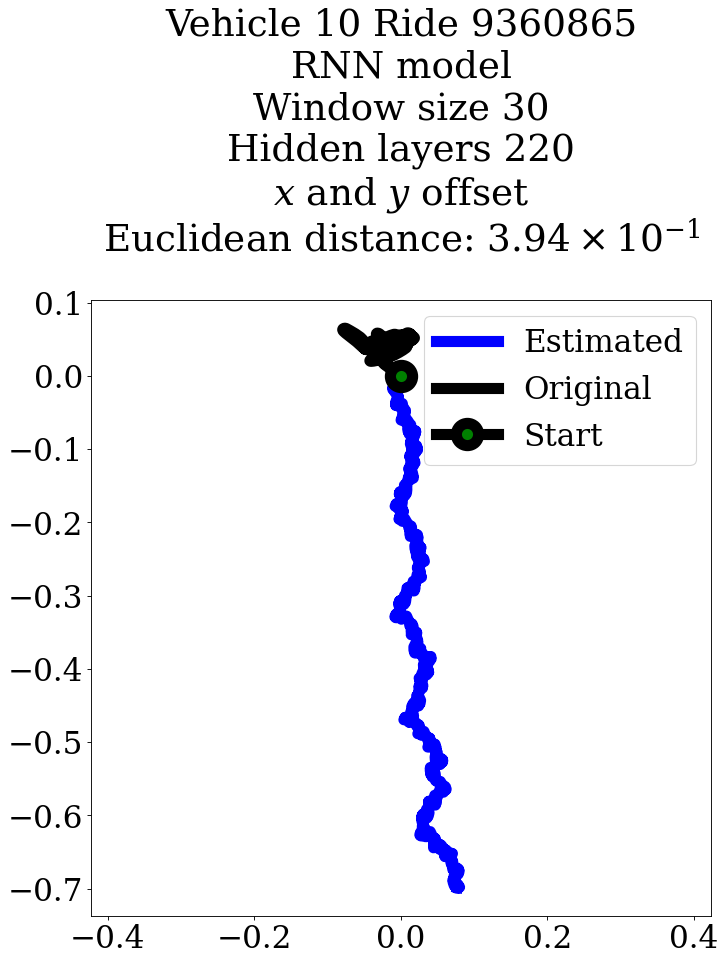 Vehicle 10 Ride 9360865
RNN model
Window size 30
Hidden layers 220
x and y offset
Euclidean distance: 3.94 × 10⁻¹
Estimated
Original
Start
0.1
0.0
−0.1
−0.2
−0.3
−0.4
−0.5
−0.6
−0.7
−0.4 −0.2 0.0 0.2 0.4